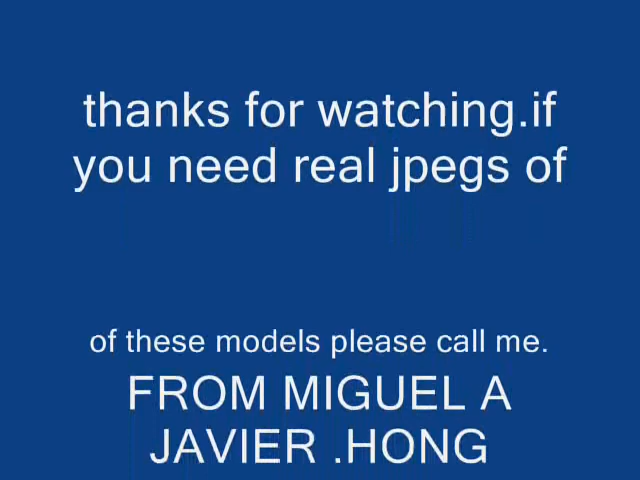 thanks for watching.if
you need real jpegs of
of these models please call me.
FROM MIGUEL A
JAVIER .HONG